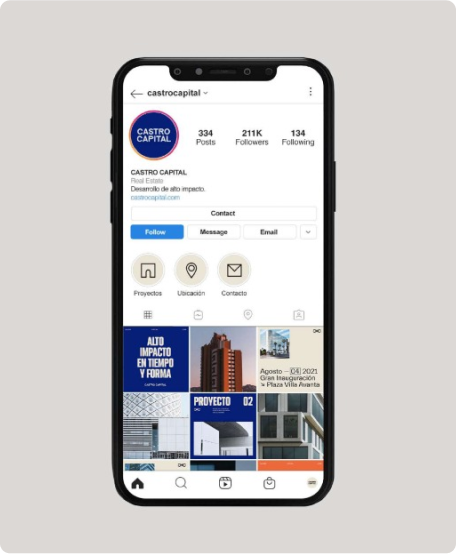 castrocapital
CASTRO
CAPITAL
334
Posts
211K
Followers
134
Following
CASTRO CAPITAL
Real Estate
Desarrollo de alto impacto.
castrocapital.com
Contact
Follow
Message
Email
Proyectos
Ubicación
Contacto
ALTO
IMPACTO
EN TIEMPO
Y FORMA
CASTRO CAPITAL
Agosto — 04 2021
Gran Inauguración
↘ Plaza Villa Avanta
PROYECTO 02